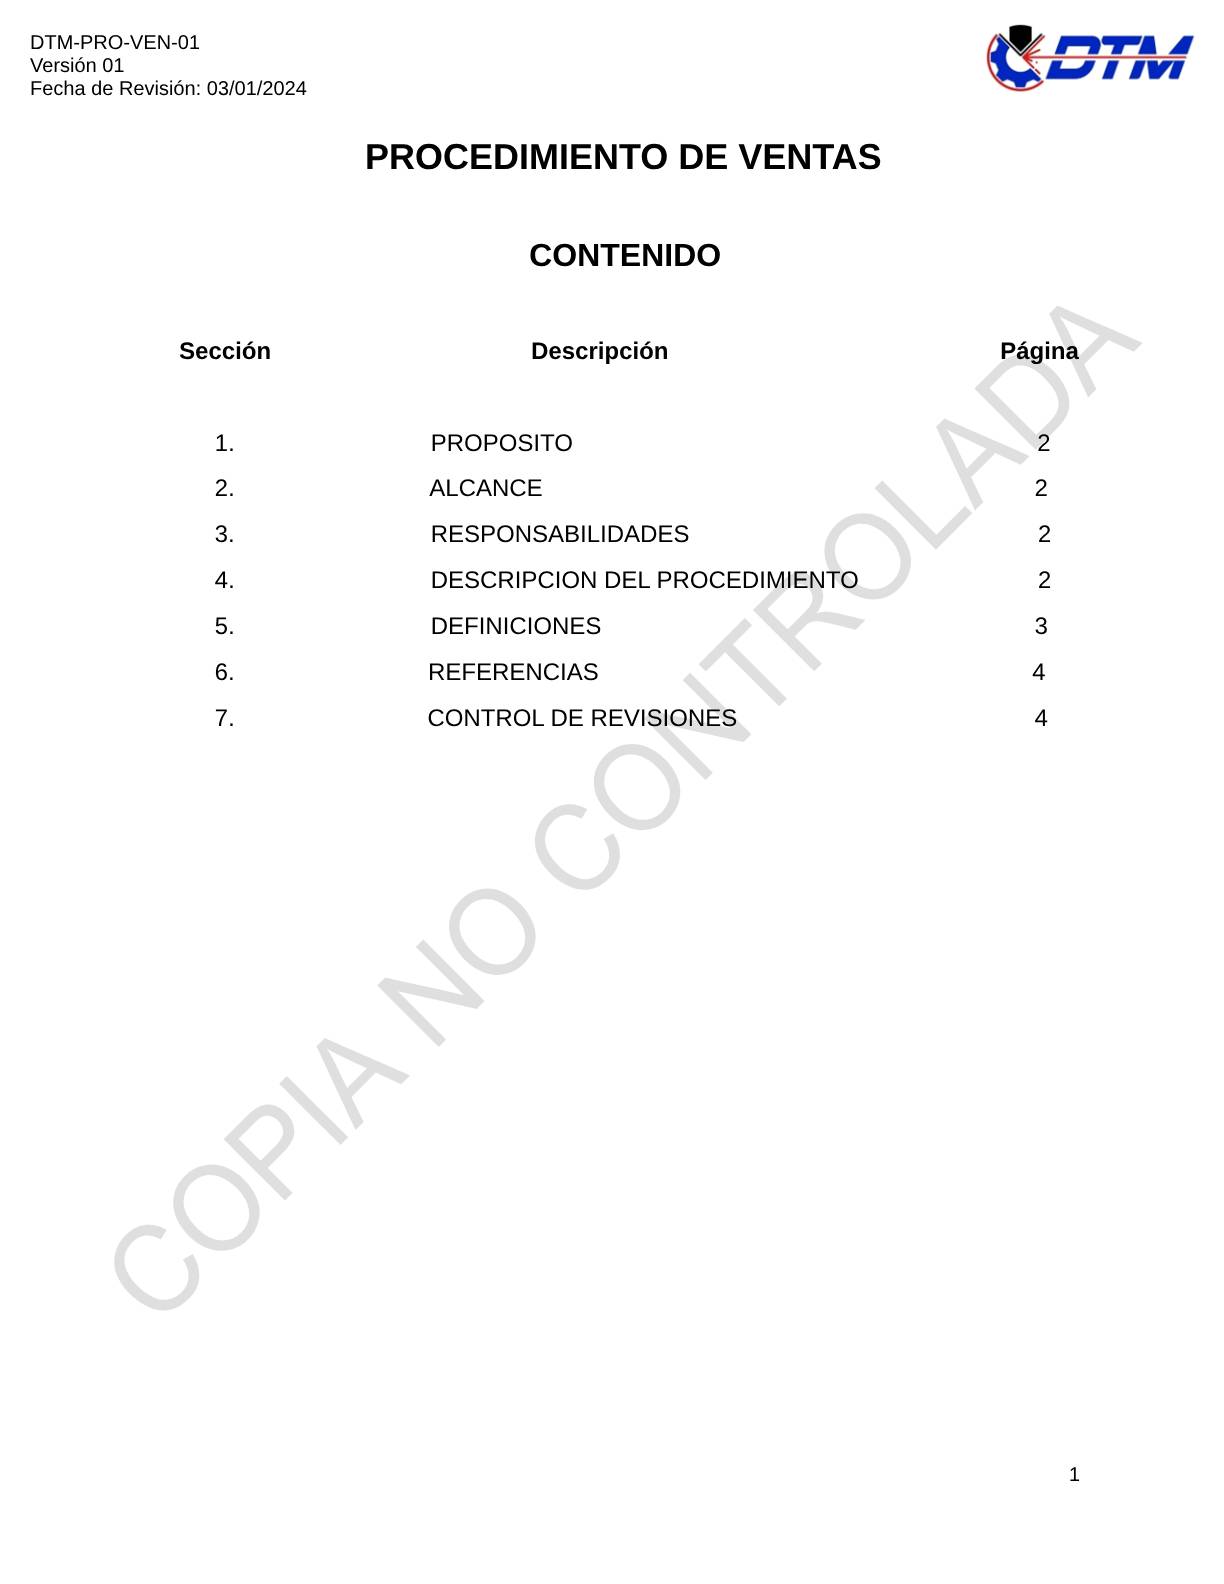 DTM-PRO-VEN-01
Versión 01
Fecha de Revisión: 03/01/2024
DTM
PROCEDIMIENTO DE VENTAS
CONTENIDO
Sección Descripción Página
1. PROPOSITO 2
2. ALCANCE 2
3. RESPONSABILIDADES 2
4. DESCRIPCION DEL PROCEDIMIENTO 2
5. DEFINICIONES 3
6. REFERENCIAS 4
7. CONTROL DE REVISIONES 4
COPIA NO CONTROLADA
1